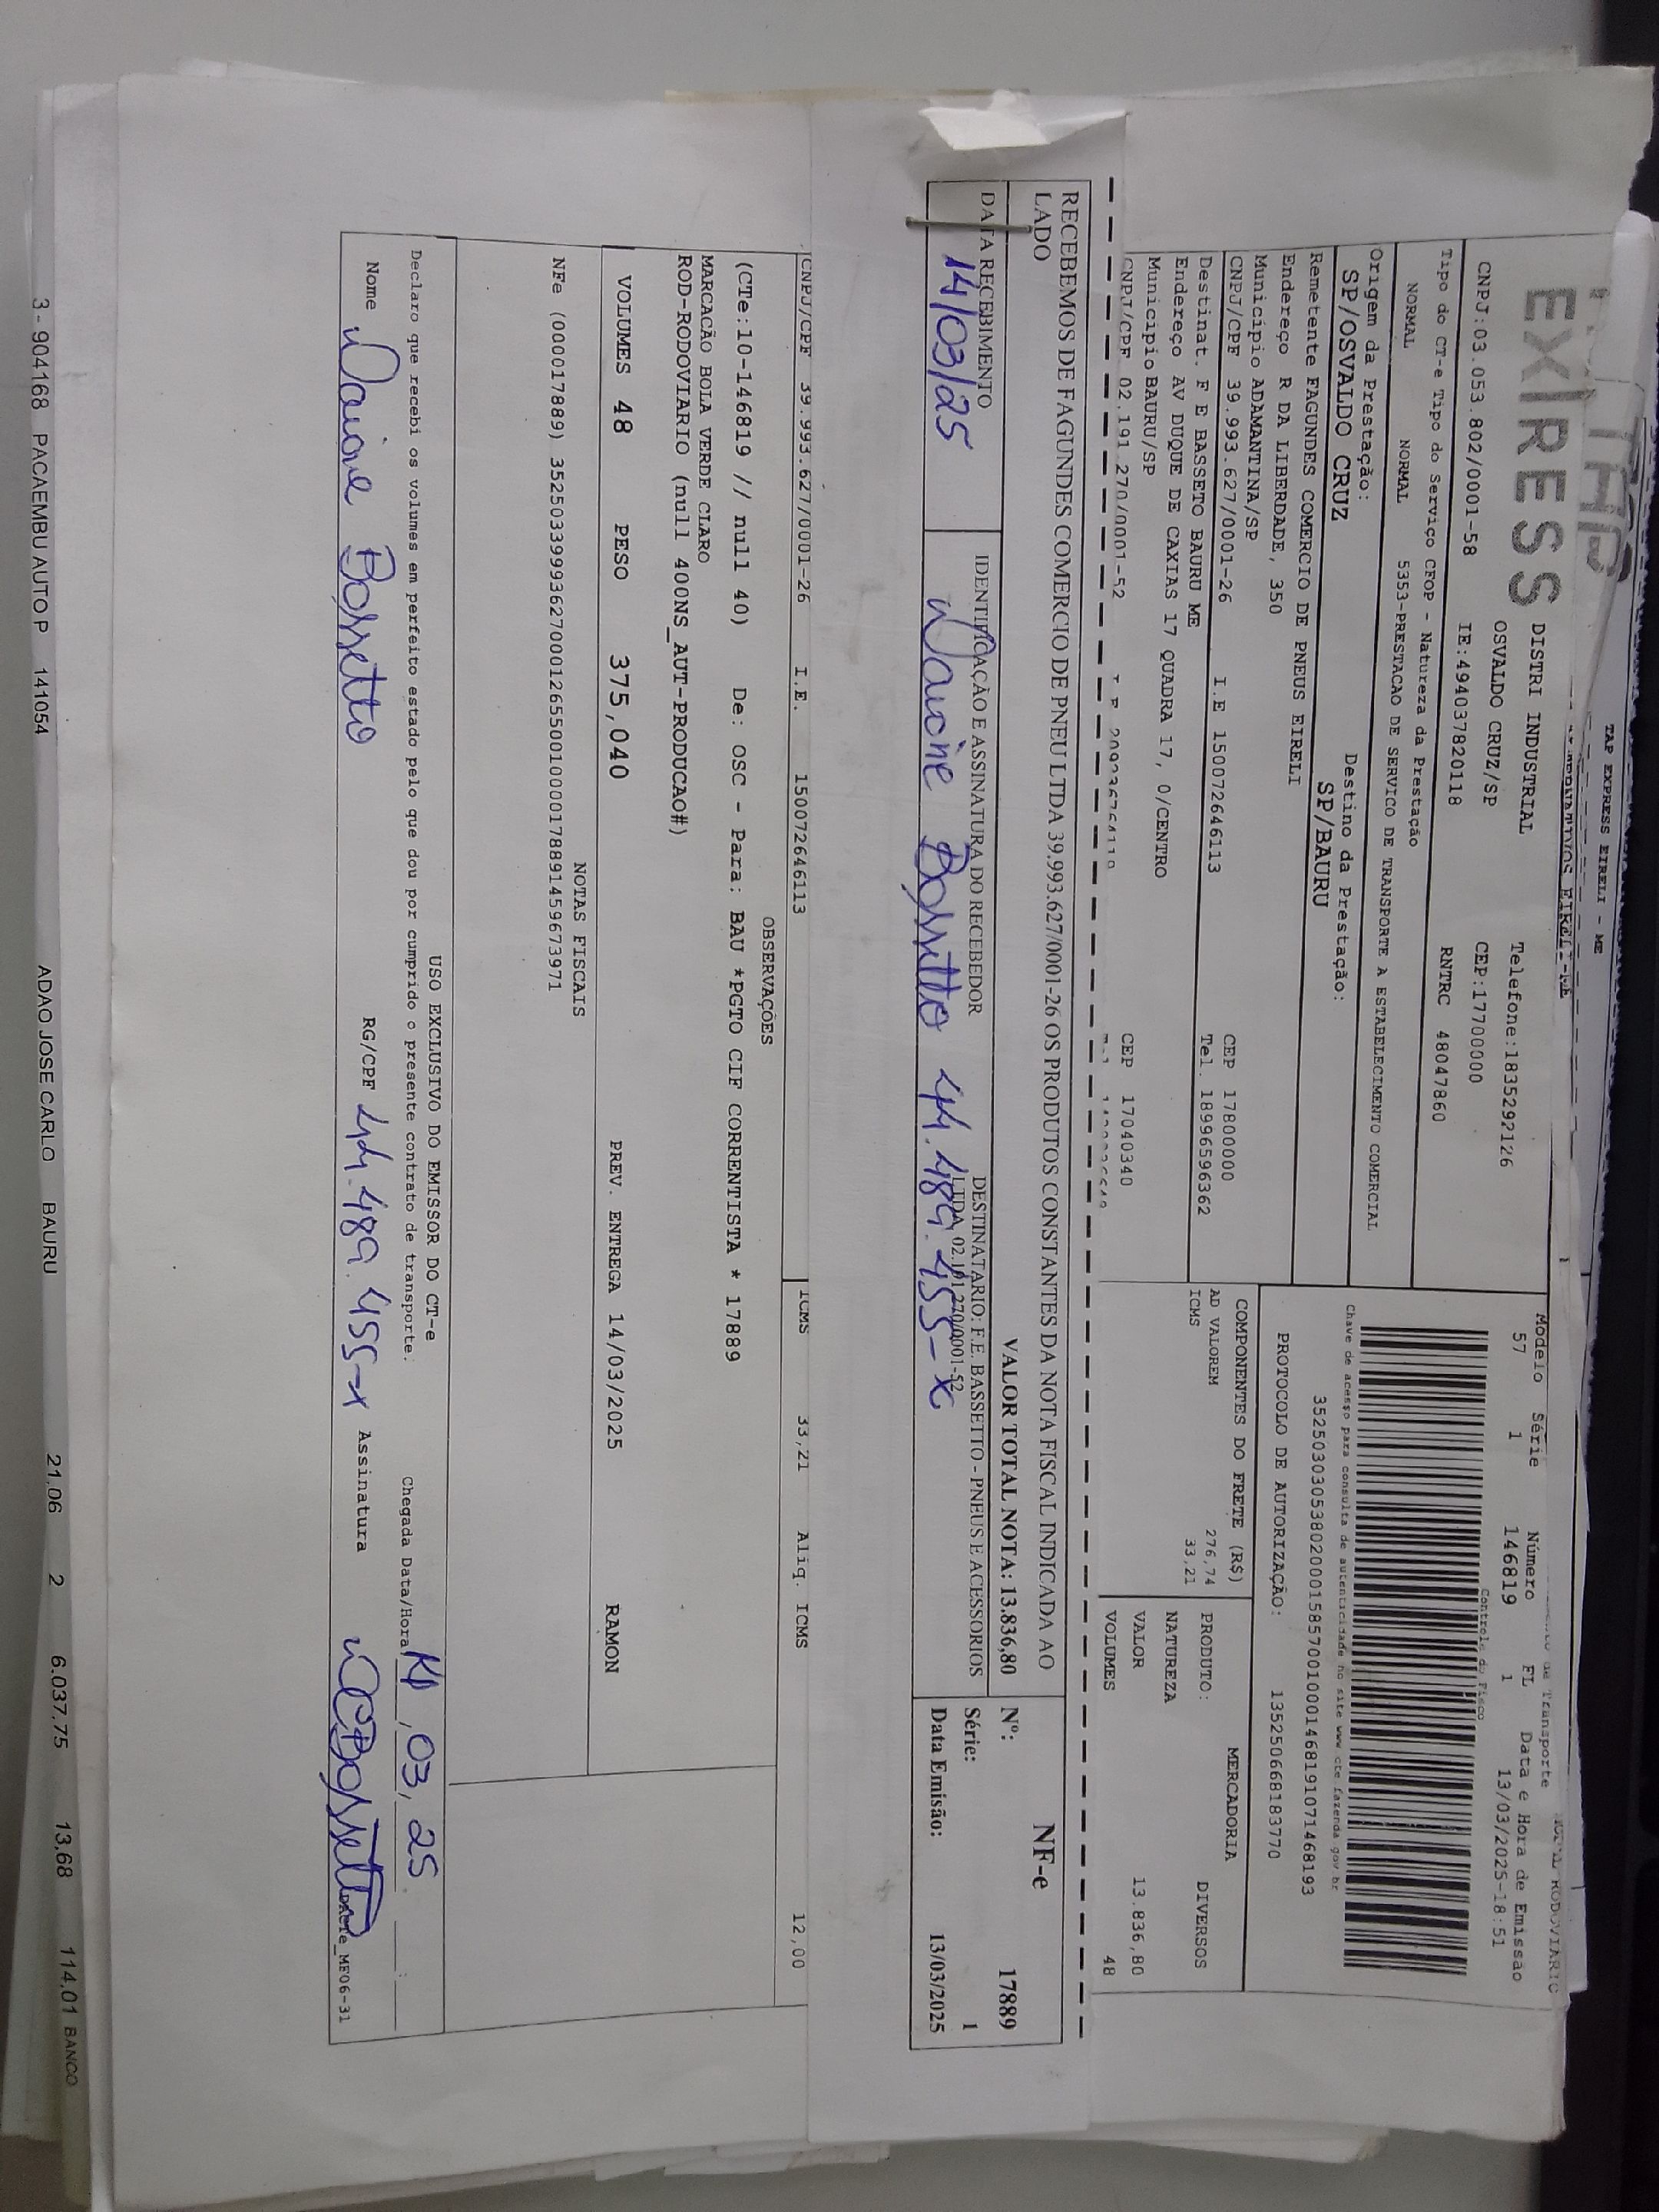 TAP EXPRESS EIRELI - ME
TAP
EXPRESS
DISTRI INDUSTRIAL
Telefone:1835292126
OSVALDO CRUZ/SP
CEP:17700000
CNPJ:03.053.802/0001-58
IE:494037820118
RNTRC 48047860
Modelo Série Número FL Data e Hora de Emissão
57 1 146819 1 13/03/2025-18:51
Controle do Fisco
Tipo do CT-e Tipo do Serviço CFOP - Natureza da Prestação
NORMAL NORMAL 5353-PRESTACAO DE SERVICO DE TRANSPORTE A ESTABELECIMENTO COMERCIAL
Chave de acesso para consulta de autenticidade no site www cte fazenda gov br
35250303053802000158570010001468191071468193
Origem da Prestação: Destino da Prestação:
SP/OSVALDO CRUZ SP/BAURU
PROTOCOLO DE AUTORIZAÇÃO: 135250668183770
Remetente FAGUNDES COMERCIO DE PNEUS EIRELI
Endereço R DA LIBERDADE, 350
Município ADAMANTINA/SP CEP 17800000
CNPJ/CPF 39.993.627/0001-26 I.E 150072646113 Tel. 18996596362
COMPONENTES DO FRETE (R$)
AD VALOREM 276,74
ICMS 33,21
MERCADORIA
PRODUTO: DIVERSOS
NATUREZA
VALOR 13.836,80
VOLUMES 48
Destinat. F E BASSETO BAURU ME
Endereço AV DUQUE DE CAXIAS 17 QUADRA 17, 0/CENTRO
Município BAURU/SP CEP 17040340
CNPJ/CPF 02.191.270/0001-52
RECEBEMOS DE FAGUNDES COMERCIO DE PNEU LTDA 39.993.627/0001-26 OS PRODUTOS CONSTANTES DA NOTA FISCAL INDICADA AO
LADO
VALOR TOTAL NOTA: 13.836,80
DATA RECEBIMENTO
14/03/25
IDENTIFICAÇÃO E ASSINATURA DO RECEBEDOR
DESTINATARIO: F.E. BASSETTO - PNEUS E ACESSORIOS
LTDA 02.191.270/0001-52
Daiane Bassetto 44.489.455-x
NF-e
Nº: 17889
Série: 1
Data Emisão: 13/03/2025
CNPJ/CPF 39.993.627/0001-26 I.E. 150072646113 ICMS 33,21 Aliq. ICMS 12,00
OBSERVAÇÕES
(CTe:10-146819 // null 40) De: OSC - Para: BAU *PGTO CIF CORRENTISTA * 17889
MARCACÃO BOLA VERDE CLARO
ROD-RODOVIARIO (null 400NS_AUT-PRODUCAO#)
VOLUMES 48 PESO 375,040 PREV. ENTREGA 14/03/2025 RAMON
NOTAS FISCAIS
NFe (000017889) 35250339993627000126550010000178891459673971
USO EXCLUSIVO DO EMISSOR DO CT-e
Declaro que recebi os volumes em perfeito estado pelo que dou por cumprido o presente contrato de transporte.
Chegada Data/Hora 14, 03, 25
Nome Daiane Bassetto RG/CPF 44.489.455-x Assinatura DBassetto
DACTe_MF06-31
3 - 904168 PACAEMBU AUTO P 141054 ADAO JOSE CARLO BAURU 21,06 2 6.037,75 13,68 114,01 BANCO